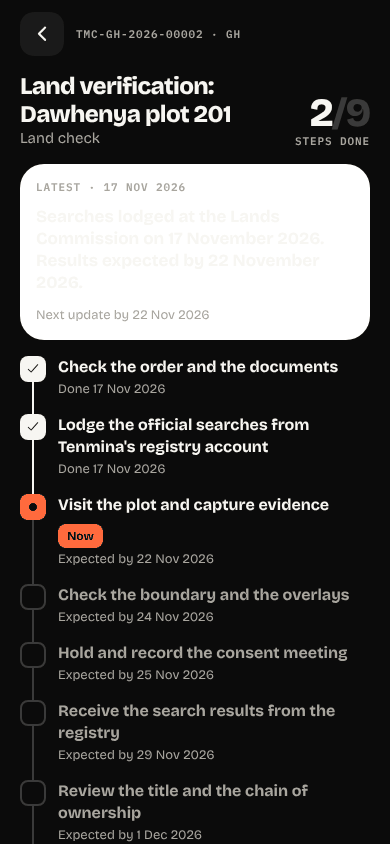 TMC-GH-2026-00002 · GH
Land verification:
Dawhenya plot 201
Land check
2/9
STEPS DONE
LATEST · 17 NOV 2026
Searches lodged at the Lands
Commission on 17 November 2026.
Results expected by 22 November
2026.
Next update by 22 Nov 2026
Check the order and the documents
Done 17 Nov 2026
Lodge the official searches from
Tenmina's registry account
Done 17 Nov 2026
Visit the plot and capture evidence
Now
Expected by 22 Nov 2026
Check the boundary and the overlays
Expected by 24 Nov 2026
Hold and record the consent meeting
Expected by 25 Nov 2026
Receive the search results from the
registry
Expected by 29 Nov 2026
Review the title and the chain of
ownership
Expected by 1 Dec 2026